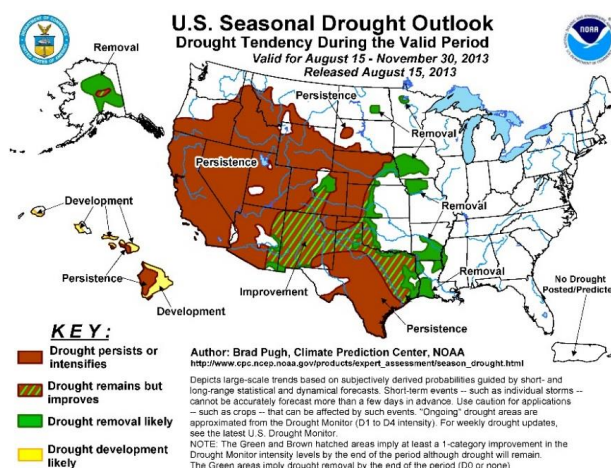 U.S. Seasonal Drought Outlook
Drought Tendency During the Valid Period
Valid for August 15 - November 30, 2013
Released August 15, 2013
NOAA
Removal
Persistence
Removal
Persistence
Development
Removal
Persistence
Development
Improvement
Removal
Persistence
No Drought
Posted/Predicted
KEY:
Drought persists or
intensifies
Drought remains but
improves
Drought removal likely
Drought development
likely
Author: Brad Pugh, Climate Prediction Center, NOAA
http://www.cpc.ncep.noaa.gov/products/expert_assessment/season_drought.html
Depicts large-scale trends based on subjectively derived probabilities guided by short- and
long-range statistical and dynamical forecasts. Short-term events -- such as individual storms --
cannot be accurately forecast more than a few days in advance. Use caution for applications
-- such as crops -- that can be affected by such events. "Ongoing" drought areas are
approximated from the Drought Monitor (D1 to D4 intensity). For weekly drought updates,
see the latest U.S. Drought Monitor.
NOTE: The Green and Brown hatched areas imply at least a 1-category improvement in the
Drought Monitor intensity levels by the end of the period although drought will remain.
The Green areas imply drought removal by the end of the period (D0 or none)